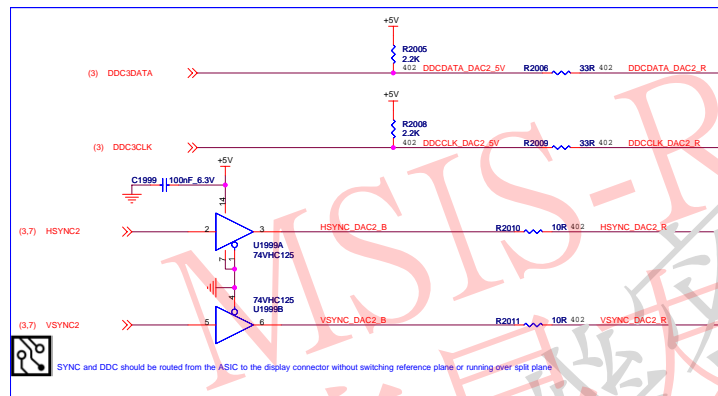 +5V
R2005
2.2K
402 DDCDATA_DAC2_5V R2006 33R 402 DDCDATA_DAC2_R
(3) DDC3DATA
+5V
R2008
2.2K
402 DDCCLK_DAC2_5V R2009 33R 402 DDCCLK_DAC2_R
(3) DDC3CLK
+5V
C1999 100nF_6.3V
14
(3,7) HSYNC2 2 3 HSYNC_DAC2_B R2010 10R 402 HSYNC_DAC2_R
U1999A
7 1 74VHC125
4 74VHC125
U1999B
(3,7) VSYNC2 5 6 VSYNC_DAC2_B R2011 10R 402 VSYNC_DAC2_R
SYNC and DDC should be routed from the ASIC to the display connector without switching reference plane or running over split plane
MSIS-R